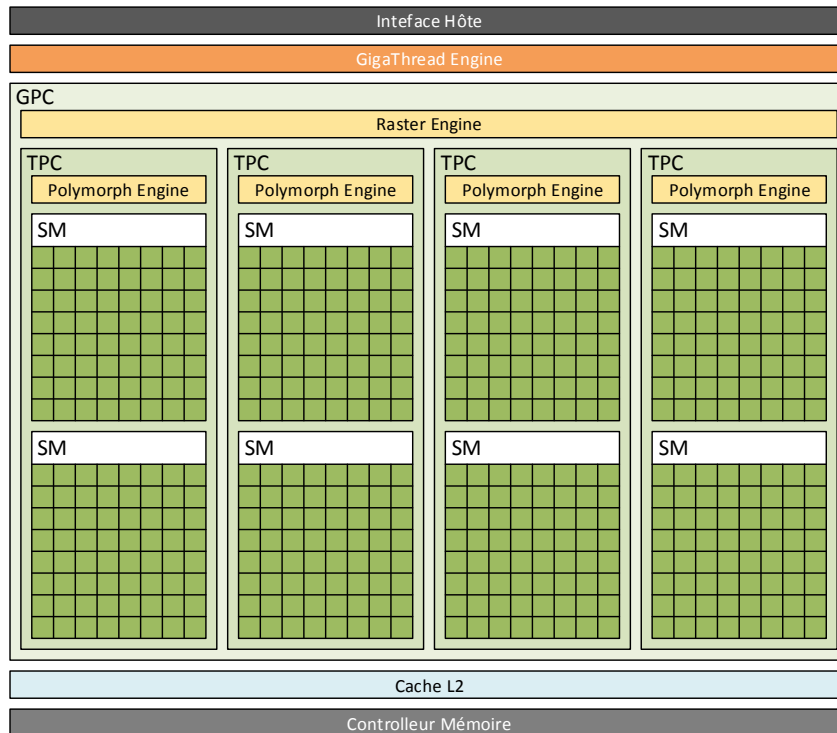 Inteface Hôte
GigaThread Engine
GPC
Raster Engine
TPC TPC TPC TPC
Polymorph Engine Polymorph Engine Polymorph Engine Polymorph Engine
SM SM SM SM
SM SM SM SM
Cache L2
Controlleur Mémoire